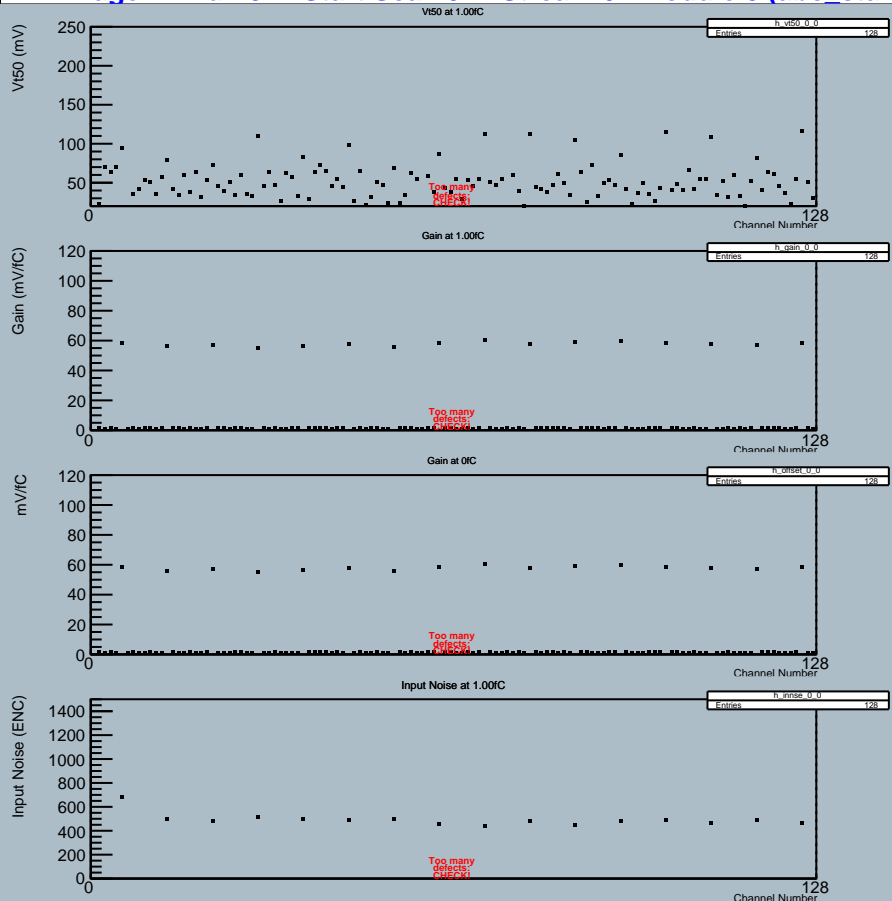 Vt50 at 1.00fC
h_vt50_0_0
Entries 128
Vt50 (mV)
250
200
150
100
50
Too many
defects:
CHECK!
0
128
Channel Number
Gain at 1.00fC
h_gain_0_0
Entries 128
Gain (mV/fC)
120
100
80
60
40
20
0
Too many
defects:
CHECK!
0
128
Channel Number
Gain at 0fC
h_offset_0_0
Entries 128
mV/fC
120
100
80
60
40
20
0
Too many
defects:
CHECK!
0
128
Channel Number
Input Noise at 1.00fC
h_innse_0_0
Entries 128
Input Noise (ENC)
1400
1200
1000
800
600
400
200
0
Too many
defects:
CHECK!
0
128
Channel Number